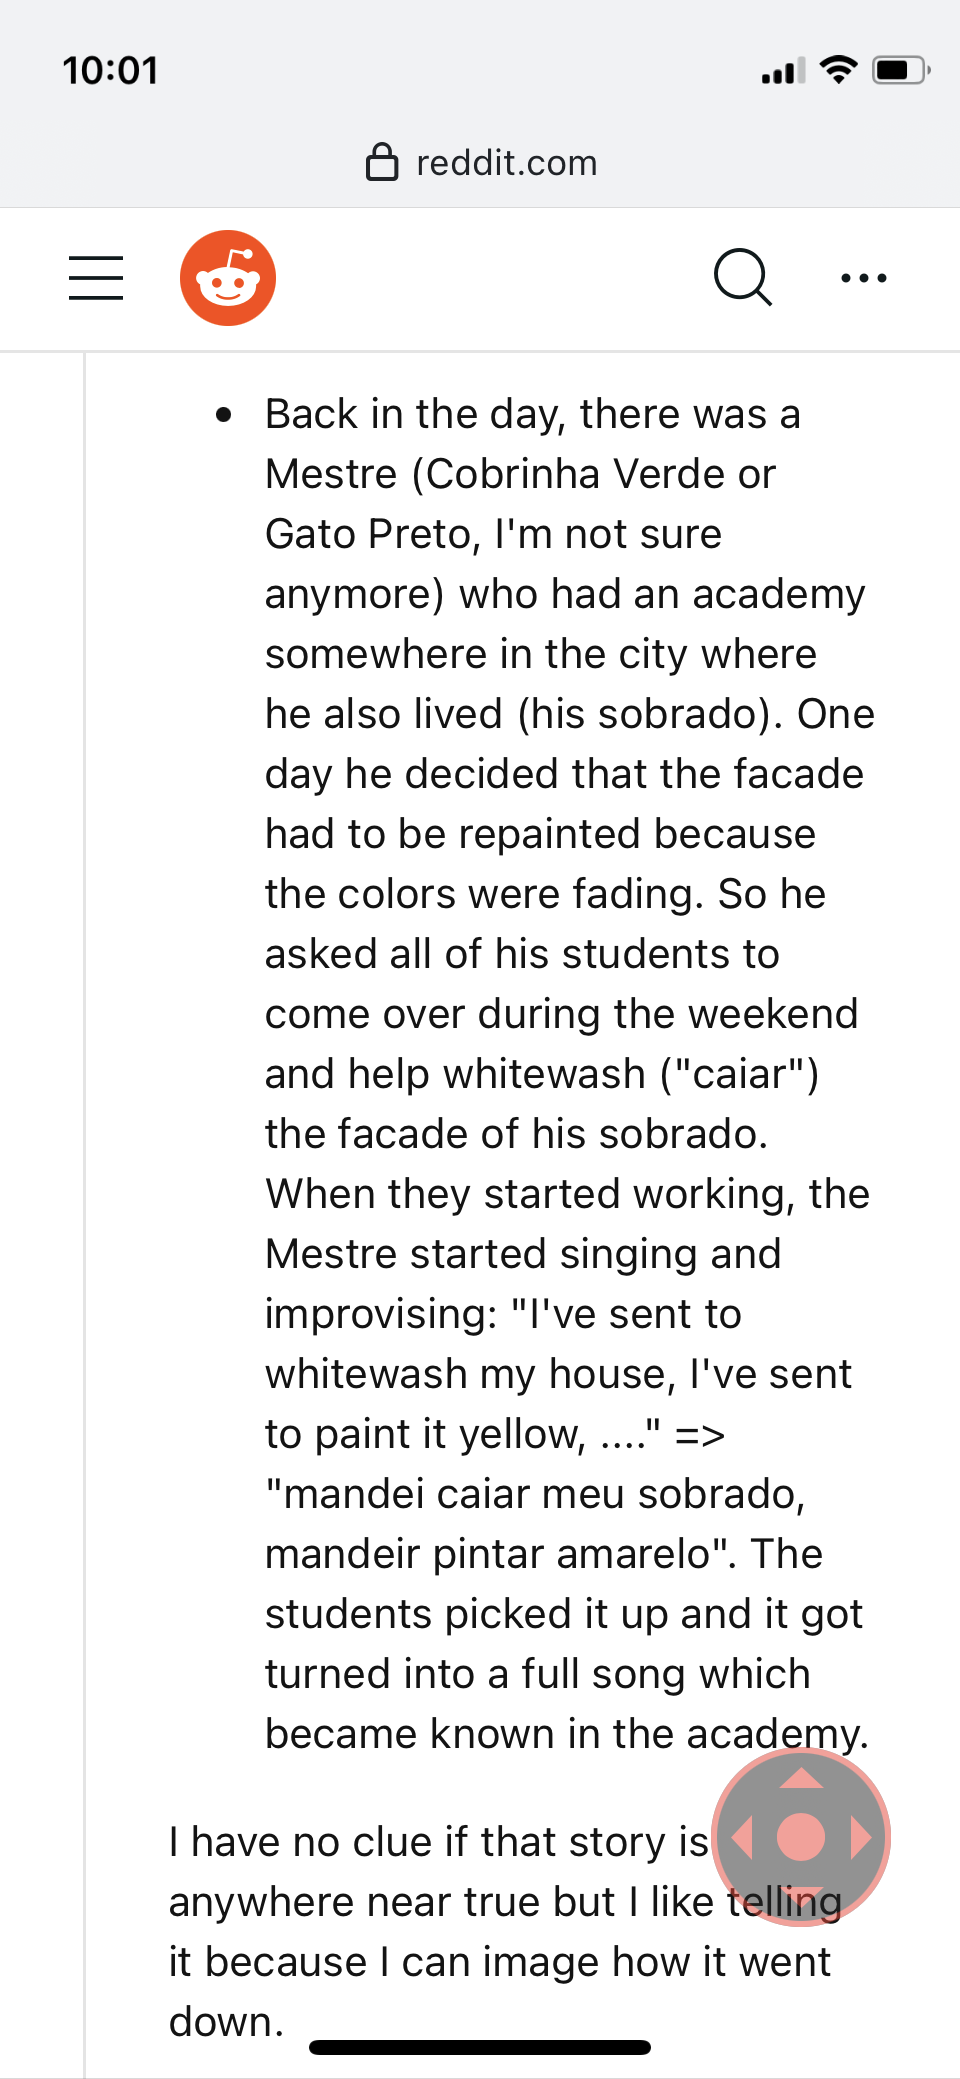 10:01
reddit.com
• Back in the day, there was a
Mestre (Cobrinha Verde or
Gato Preto, I'm not sure
anymore) who had an academy
somewhere in the city where
he also lived (his sobrado). One
day he decided that the facade
had to be repainted because
the colors were fading. So he
asked all of his students to
come over during the weekend
and help whitewash ("caiar")
the facade of his sobrado.
When they started working, the
Mestre started singing and
improvising: "I've sent to
whitewash my house, I've sent
to paint it yellow, ...." =>
"mandei caiar meu sobrado,
mandeir pintar amarelo". The
students picked it up and it got
turned into a full song which
became known in the academy.
I have no clue if that story is
anywhere near true but I like telling
it because I can image how it went
down.